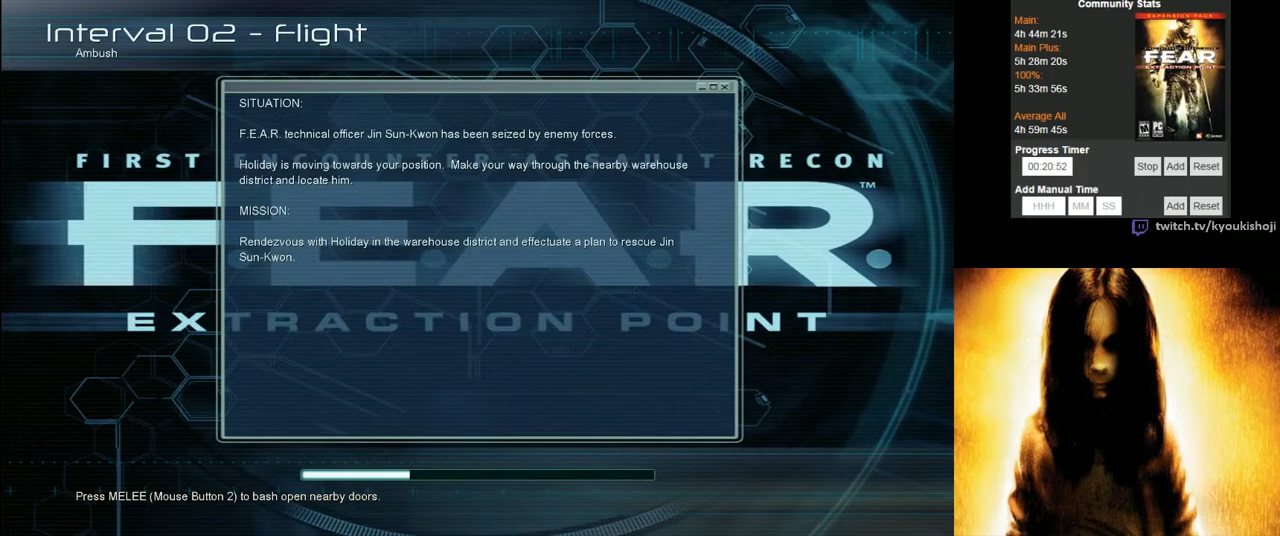 Interval 02 - Flight
Ambush
SITUATION:
F.E.A.R. technical officer Jin Sun-Kwon has been seized by enemy forces.
Holiday is moving towards your position. Make your way through the nearby warehouse
district and locate him.
MISSION:
Rendezvous with Holiday in the warehouse district and effectuate a plan to rescue Jin
Sun-Kwon.
FIRST ENCOUNTER ASSAULT RECON
F.E.A.R.™
EXTRACTION POINT
Press MELEE (Mouse Button 2) to bash open nearby doors.
Community Stats
Main:
4h 44m 21s
Main Plus:
5h 28m 20s
100%:
5h 33m 56s
Average All
4h 59m 45s
EXPANSION PACK
FEAR
EXTRACTION POINT
PC
Progress Timer
00:20:52 Stop Add Reset
Add Manual Time
HHH MM SS Add Reset
twitch.tv/kyoukishoji